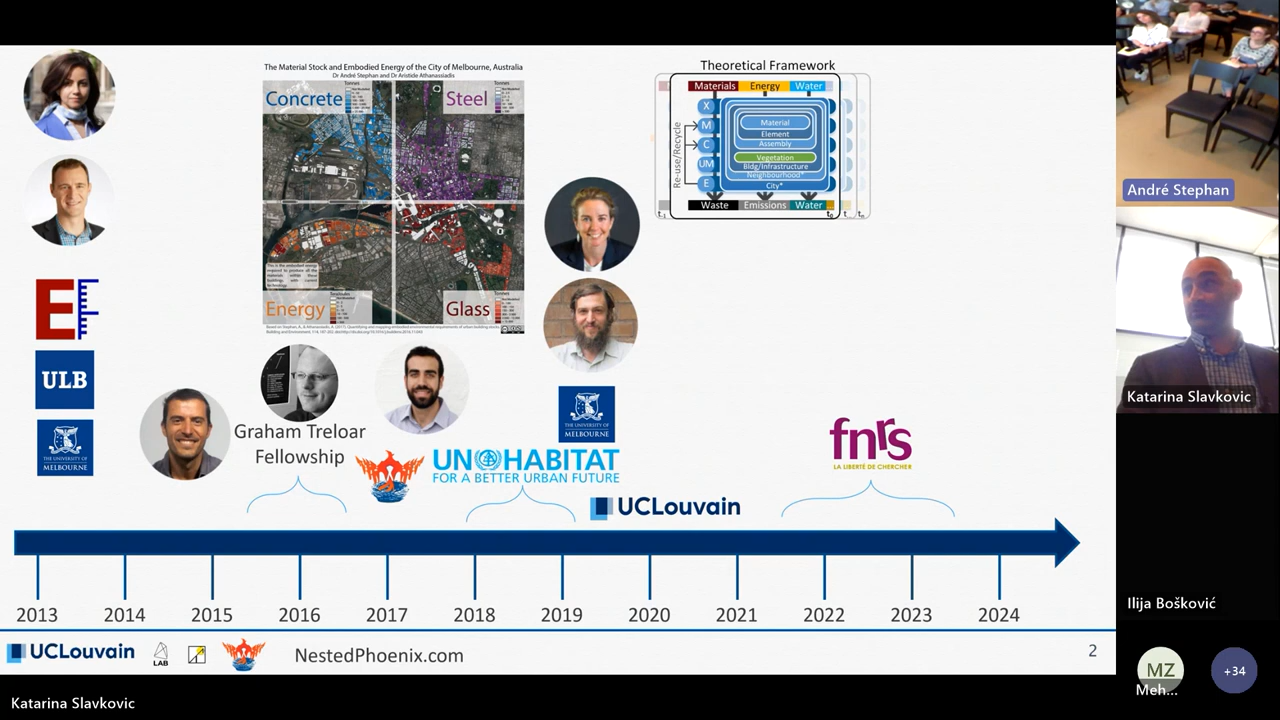 The Material Stock and Embodied Energy of the City of Melbourne, Australia
Dr André Stephan and Dr Aristide Athanassiadis
Concrete
Steel
Energy
Glass
Tonnes
Tonnes
Tonnes
Theoretical Framework
Materials
Energy
Water
Re-use/Recycle
X
M
C
UM
E
Material
Element
Assembly
Vegetation
Bldg/Infrastructure
Neighbourhood*
City*
Waste
Emissions
Water
E
ULB
THE UNIVERSITY OF
MELBOURNE
Graham Treloar
Fellowship
UN HABITAT
FOR A BETTER URBAN FUTURE
THE UNIVERSITY OF
MELBOURNE
UCLouvain
fnrs
LA LIBERTÉ DE CHERCHER
2013
2014
2015
2016
2017
2018
2019
2020
2021
2022
2023
2024
UCLouvain
LAB
NestedPhoenix.com
2
André Stephan
Katarina Slavkovic
Ilija Bošković
MZ
Meh...
+34
Katarina Slavkovic